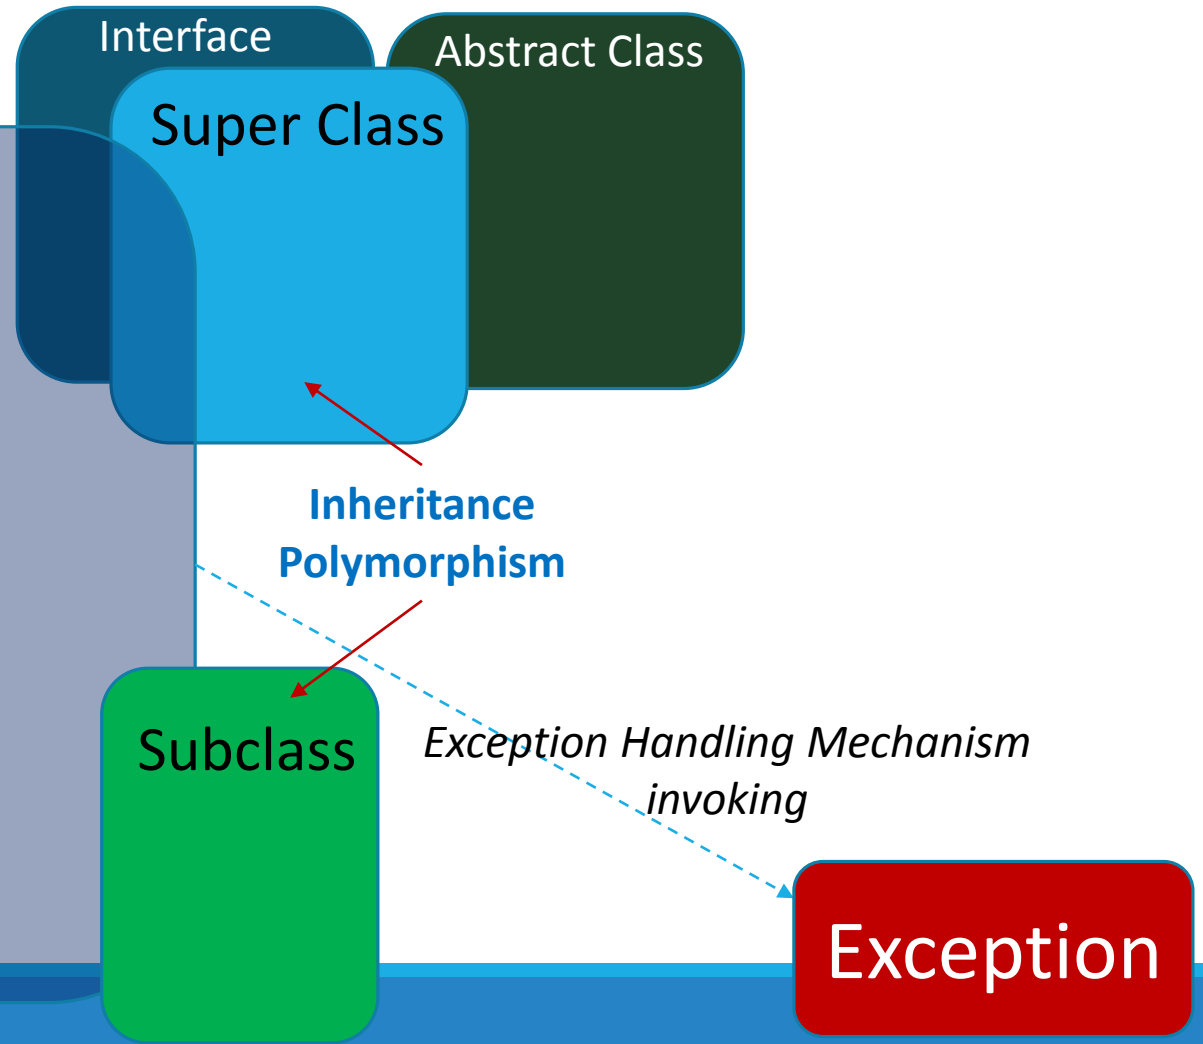 Interface
Abstract Class
Super Class
Inheritance
Polymorphism
Subclass
Exception Handling Mechanism
invoking
Exception